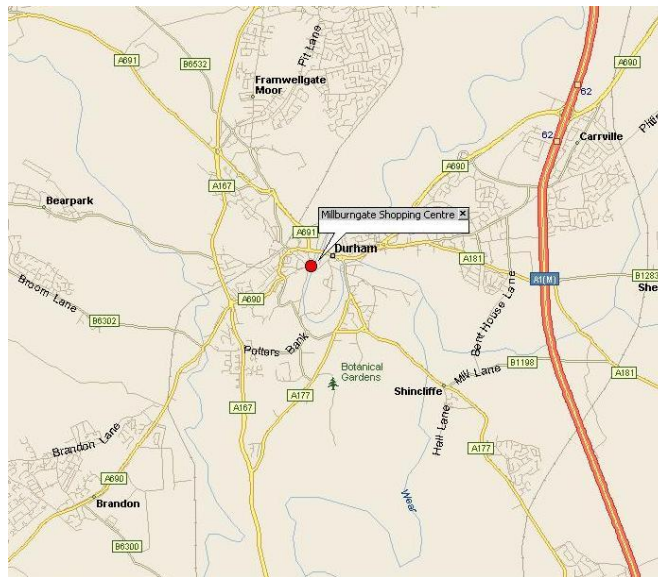 A691
B6532
Pit Lane
A690
62
Framwellgate
Moor
62
Carrville
A690
A167
Bearpark
Millburngate Shopping Centre
A691
Durham
A181
B1283
A1(M)
Broom Lane
A690
Bent House Lane
B6302
Potters Bank
B1198
Botanical
Gardens
Mill Lane
A181
Shincliffe
A177
A167
Hall Lane
Brandon Lane
A177
A690
Wear
Brandon
B6300